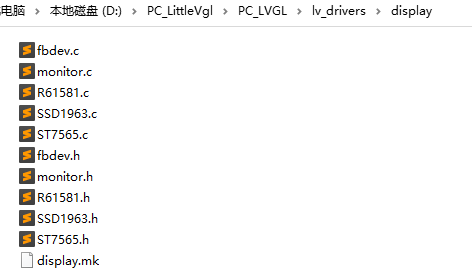 电脑 > 本地磁盘 (D:) > PC_LittleVgl > PC_LVGL > lv_drivers > display
fbdev.c
monitor.c
R61581.c
SSD1963.c
ST7565.c
fbdev.h
monitor.h
R61581.h
SSD1963.h
ST7565.h
display.mk